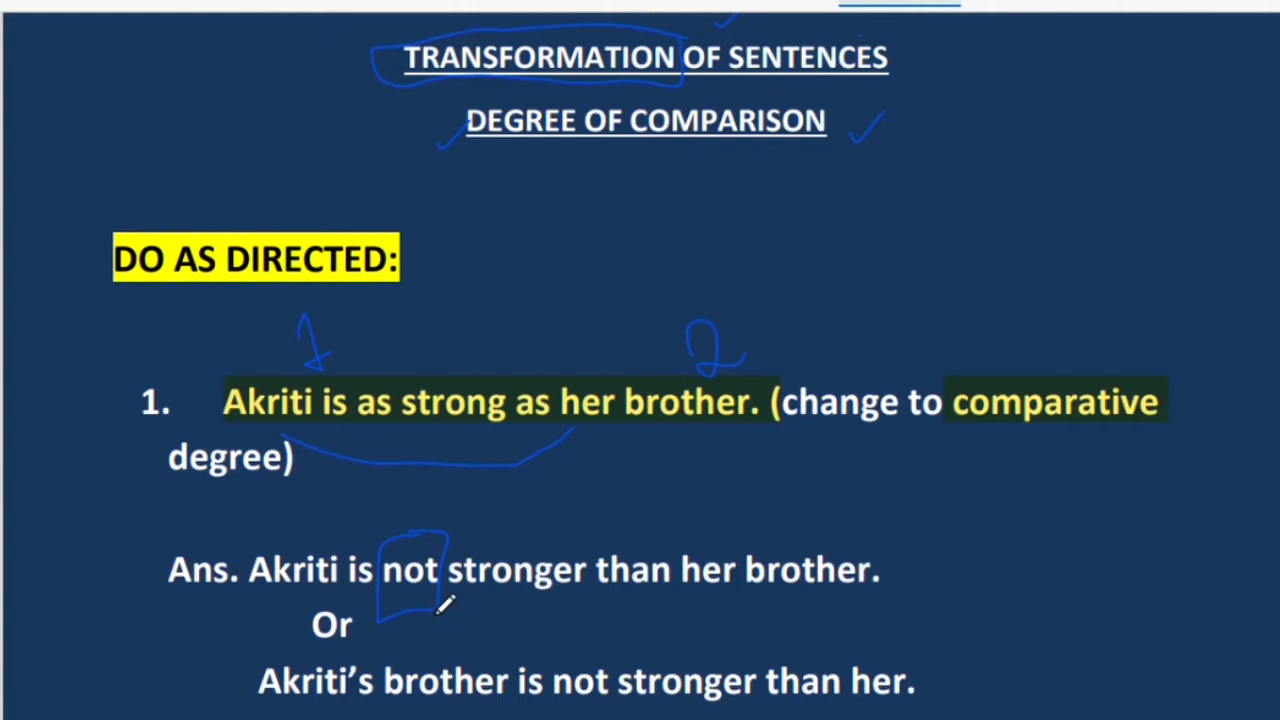 TRANSFORMATION OF SENTENCES
DEGREE OF COMPARISON
DO AS DIRECTED:
1 2
1. Akriti is as strong as her brother. (change to comparative
degree)
Ans. Akriti is not stronger than her brother.
Or
Akriti’s brother is not stronger than her.